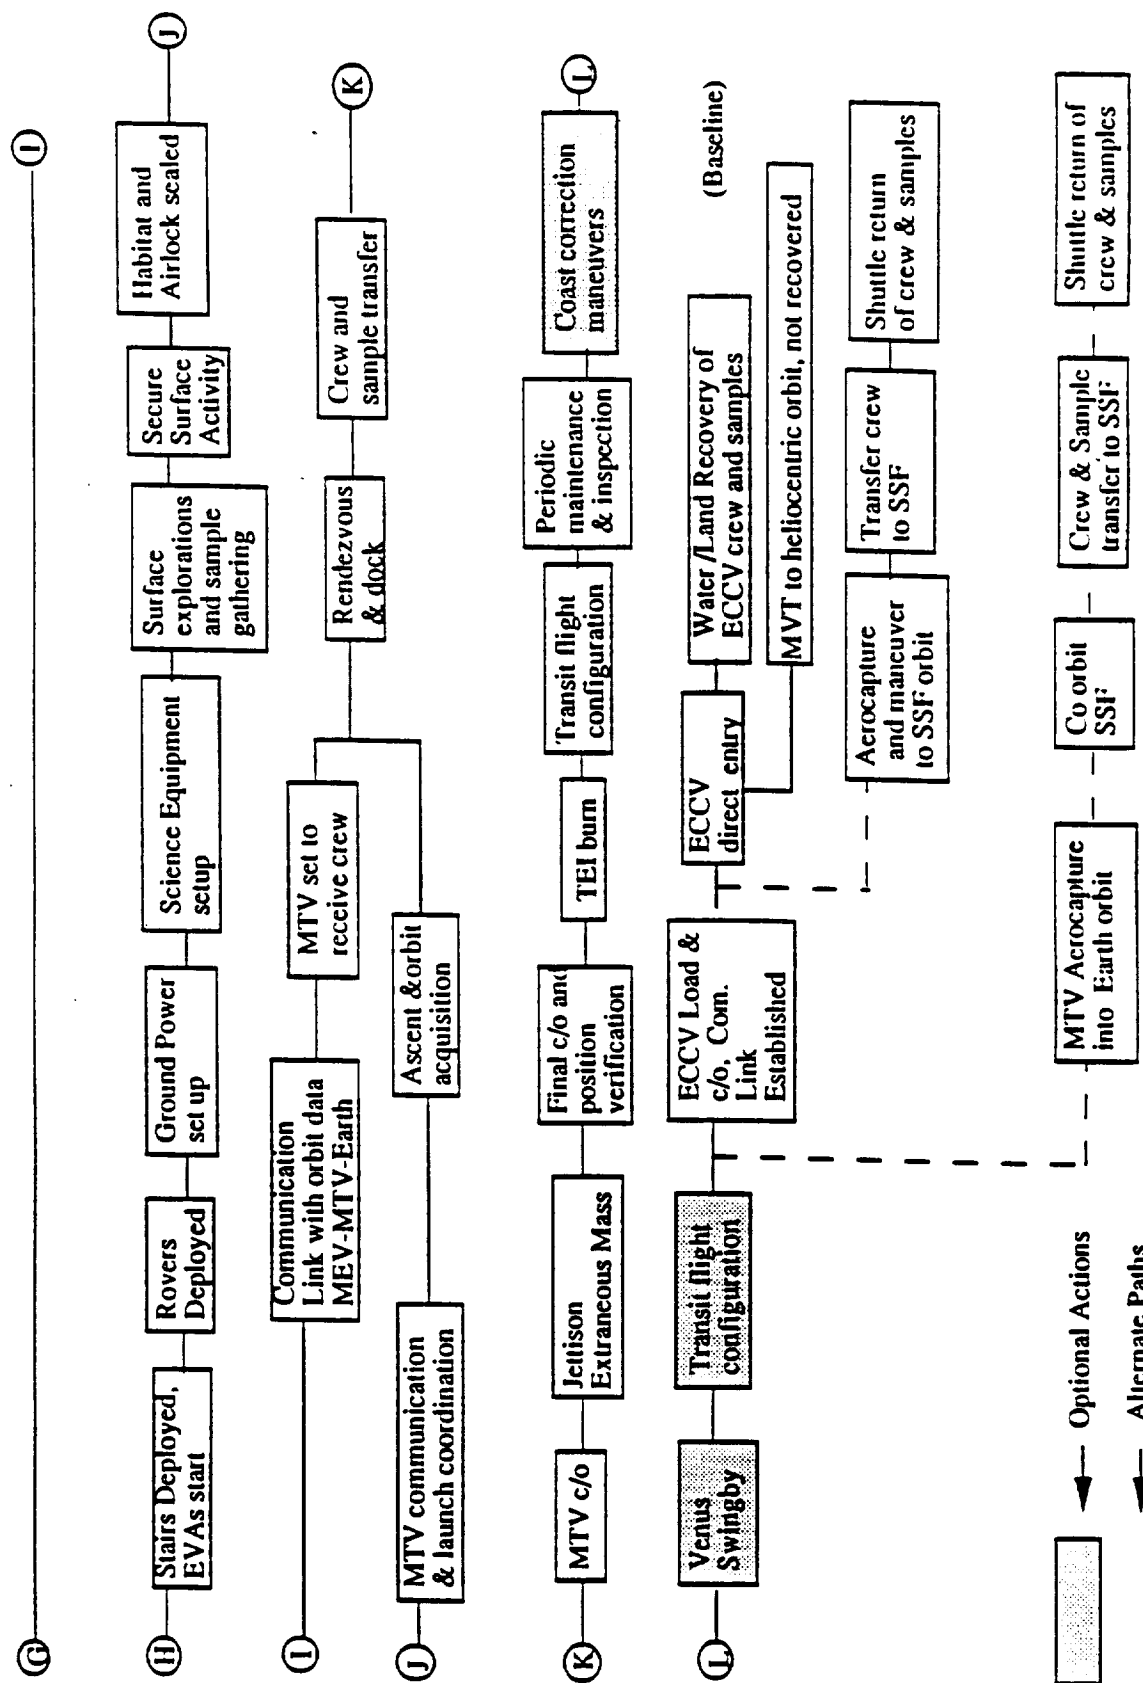 G
I
H
Stairs Deployed,
EVAs start
Rovers
Deployed
Ground Power
set up
Science Equipment
setup
Surface
explorations
and sample
gathering
Secure
Surface
Activity
Habitat and
Airlock sealed
J
I
Communication
Link with orbit data
MEV-MTV-Earth
MTV set to
receive crew
J
MTV communication
& launch coordination
Ascent &orbit
acquisition
Rendezvous
& dock
Crew and
sample transfer
K
K
MTV c/o
Jettison
Extraneous Mass
Final c/o and
position
verification
TEI burn
Transit flight
configuration
Periodic
maintenance
& inspection
Coast correction
maneuvers
L
L
Venus
Swingby
Transit flight
configuration
ECCV Load &
c/o, Com.
Link
Established
ECCV
direct entry
Water /Land Recovery of
ECCV crew and samples
(Baseline)
MVT to heliocentric orbit, not recovered
Aerocapture
and maneuver
to SSF orbit
Transfer crew
to SSF
Shuttle return
of crew & samples
MTV Aerocapture
into Earth orbit
Co orbit
SSF
Crew & Sample
transfer to SSF
Shuttle return of
crew & samples
Optional Actions
Alternate Paths